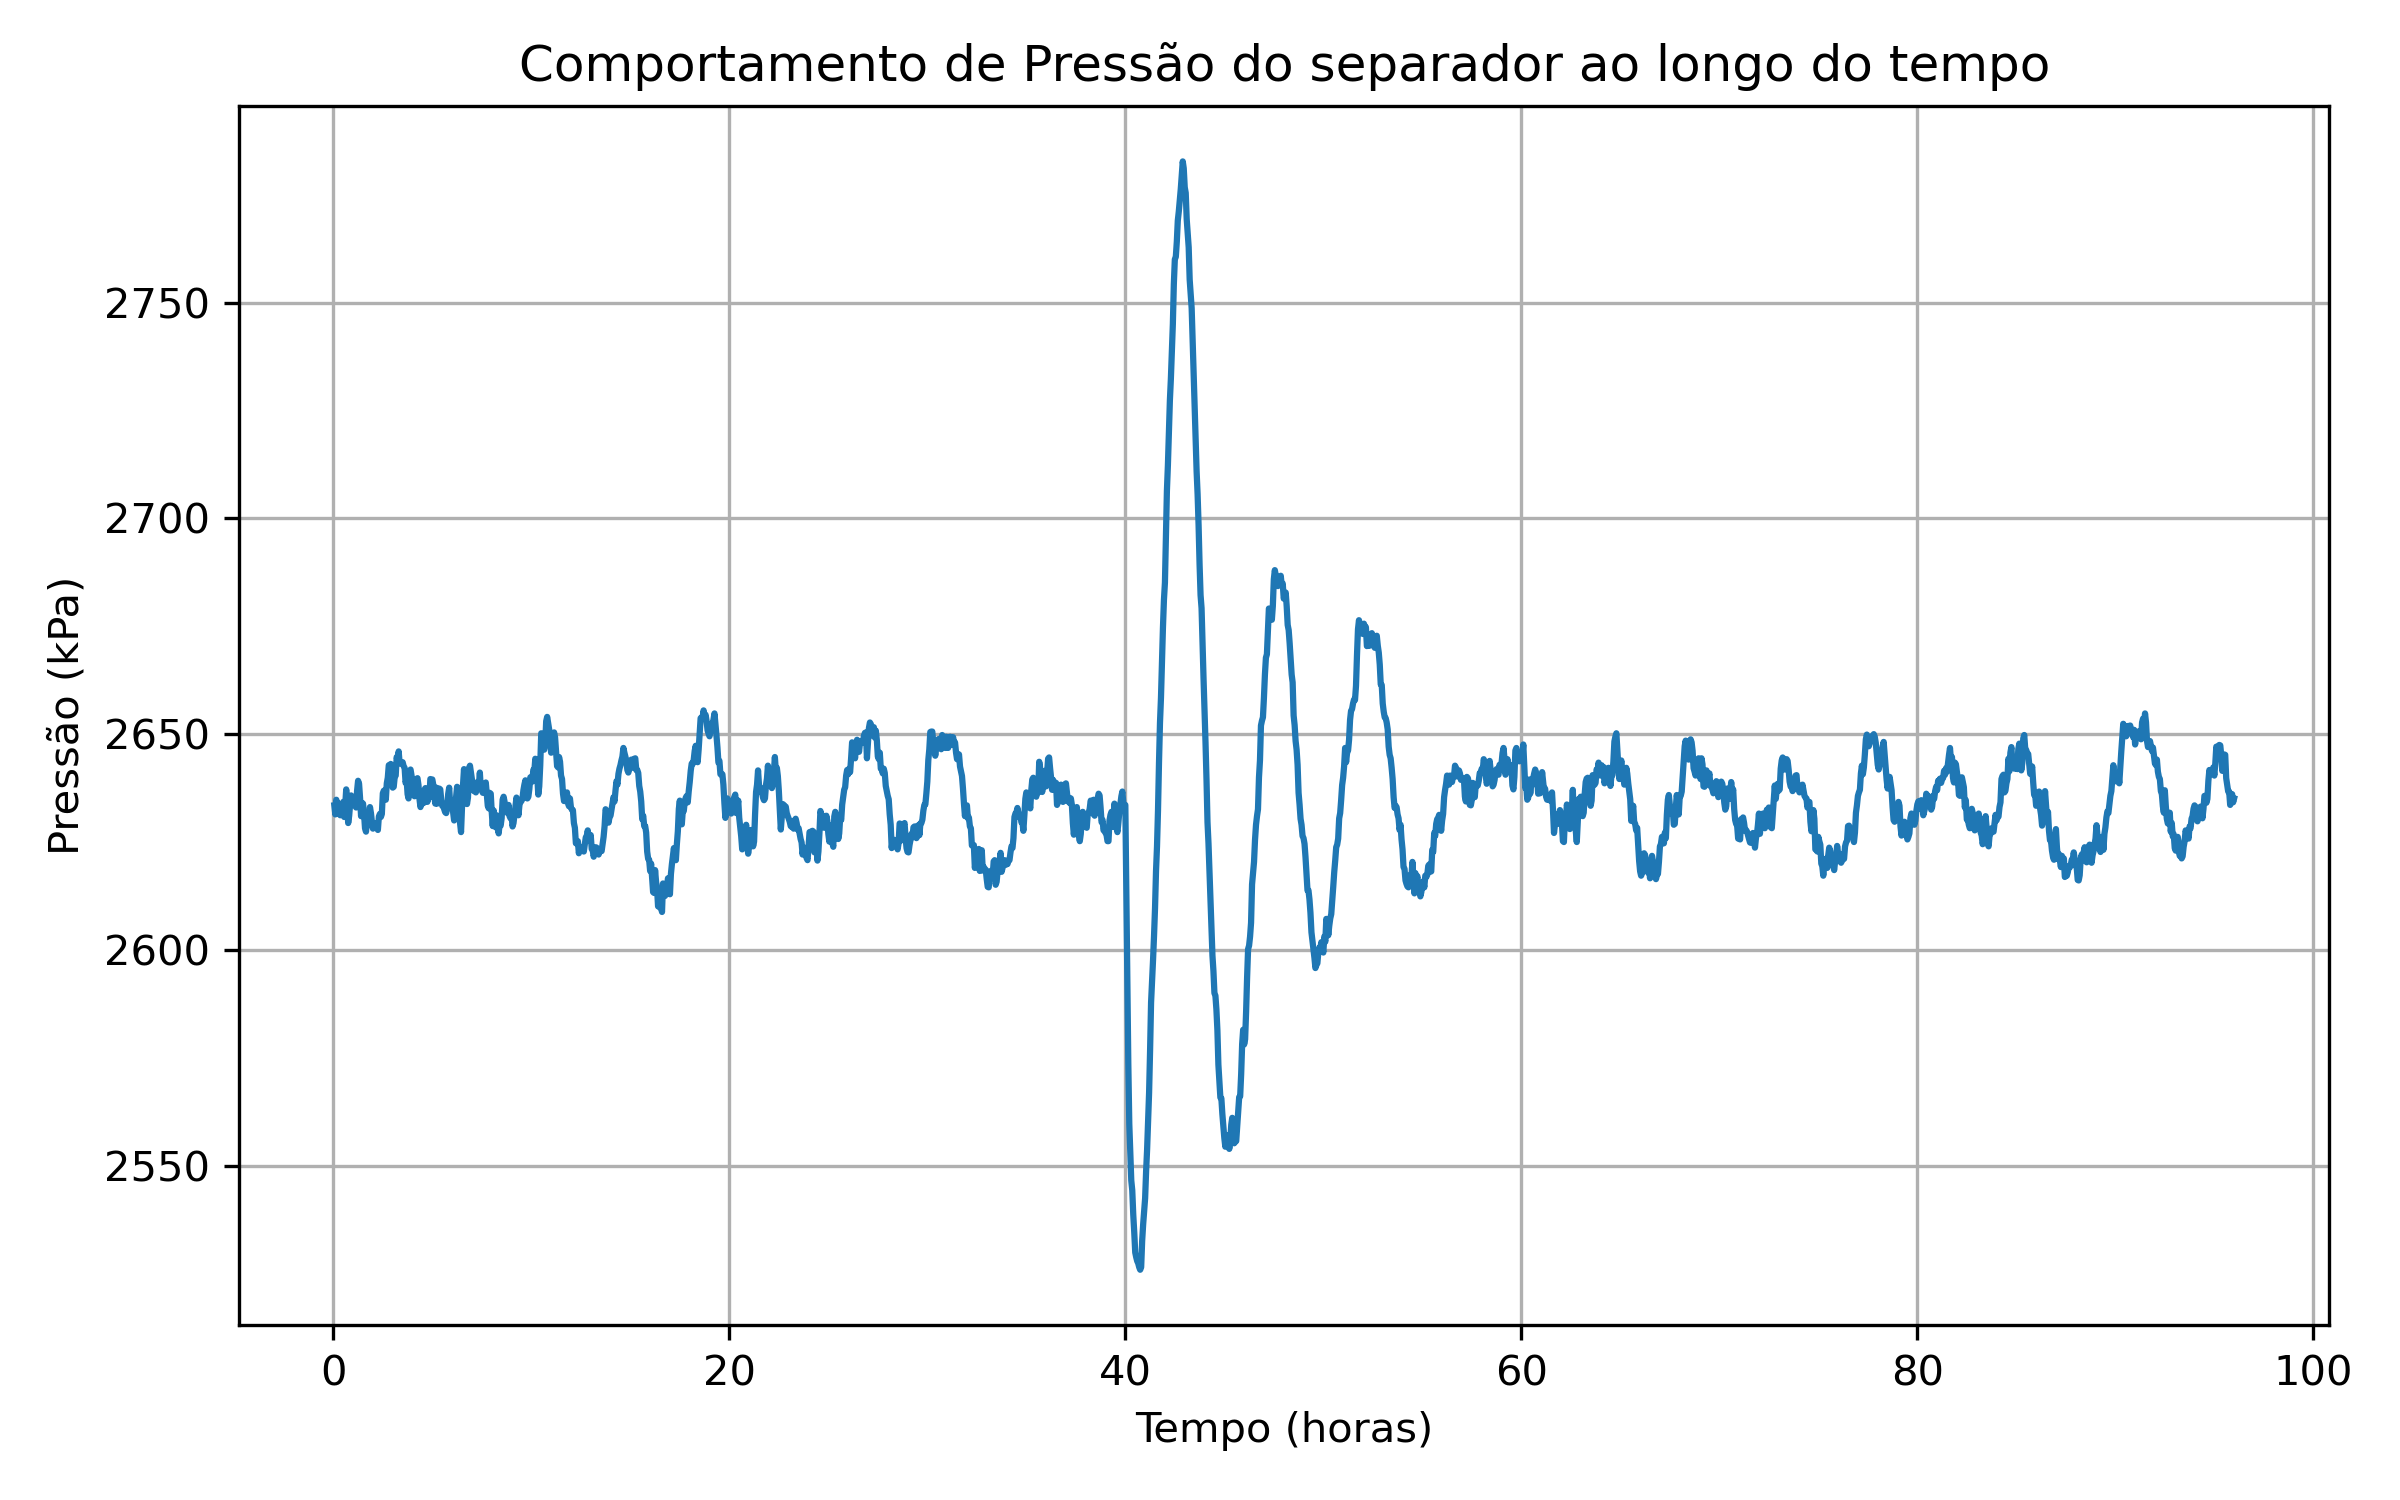 Comportamento de Pressão do separador ao longo do tempo
Pressão (kPa)
2750
2700
2650
2600
2550
0 20 40 60 80 100
Tempo (horas)